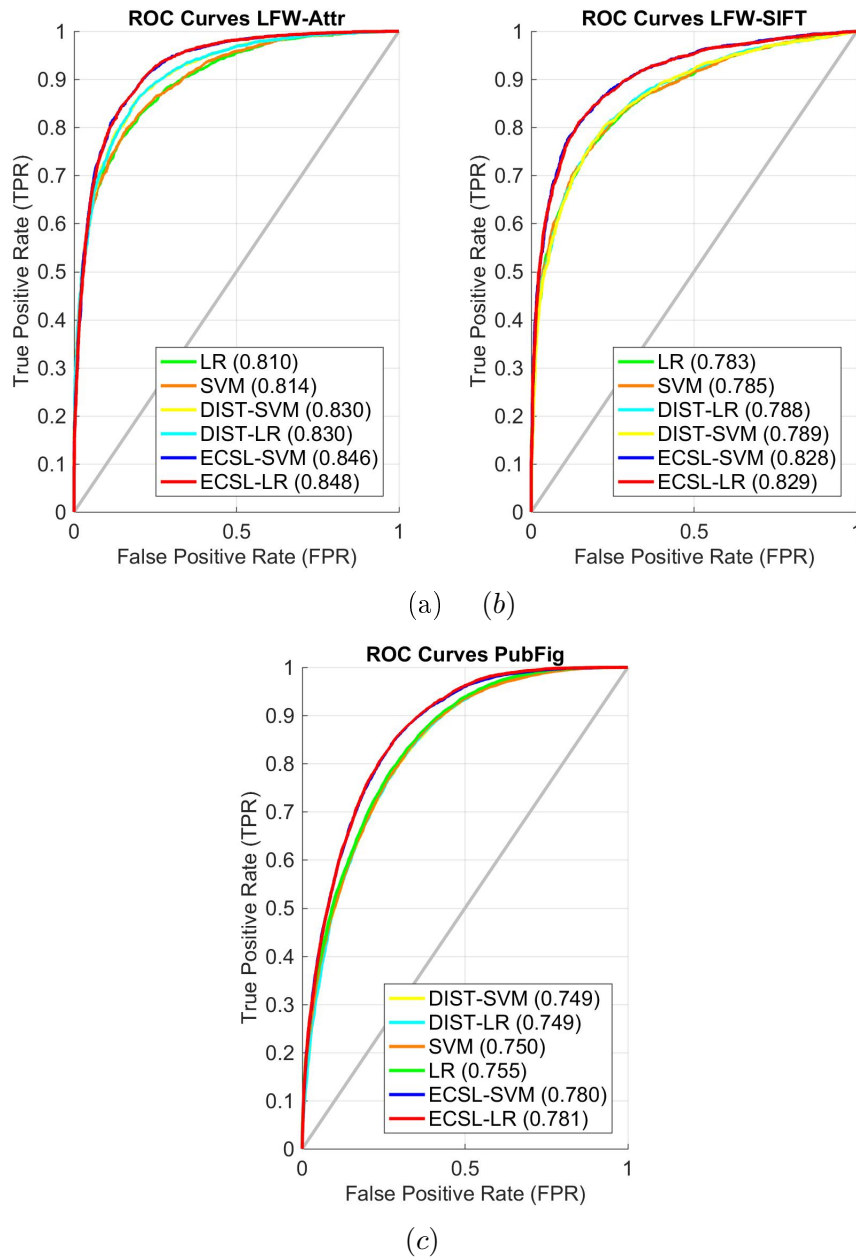 ROC Curves LFW-Attr
1
0.9
0.8
0.7
0.6
0.5
0.4
0.3
0.2
0.1
0
True Positive Rate (TPR)
LR (0.810)
SVM (0.814)
DIST-SVM (0.830)
DIST-LR (0.830)
ECSL-SVM (0.846)
ECSL-LR (0.848)
0 0.5 1
False Positive Rate (FPR)
ROC Curves LFW-SIFT
1
0.9
0.8
0.7
0.6
0.5
0.4
0.3
0.2
0.1
0
True Positive Rate (TPR)
LR (0.783)
SVM (0.785)
DIST-LR (0.788)
DIST-SVM (0.789)
ECSL-SVM (0.828)
ECSL-LR (0.829)
0 0.5 1
False Positive Rate (FPR)
(a) (b)
ROC Curves PubFig
1
0.9
0.8
0.7
0.6
0.5
0.4
0.3
0.2
0.1
0
True Positive Rate (TPR)
DIST-SVM (0.749)
DIST-LR (0.749)
SVM (0.750)
LR (0.755)
ECSL-SVM (0.780)
ECSL-LR (0.781)
0 0.5 1
False Positive Rate (FPR)
(c)